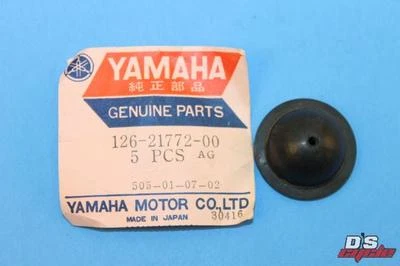 YAMAHA
純正部品
GENUINE PARTS
126-21772-00
5 PCS AG
505-01-07-02
YAMAHA MOTOR CO.,LTD
MADE IN JAPAN 30416
D'S
cycle